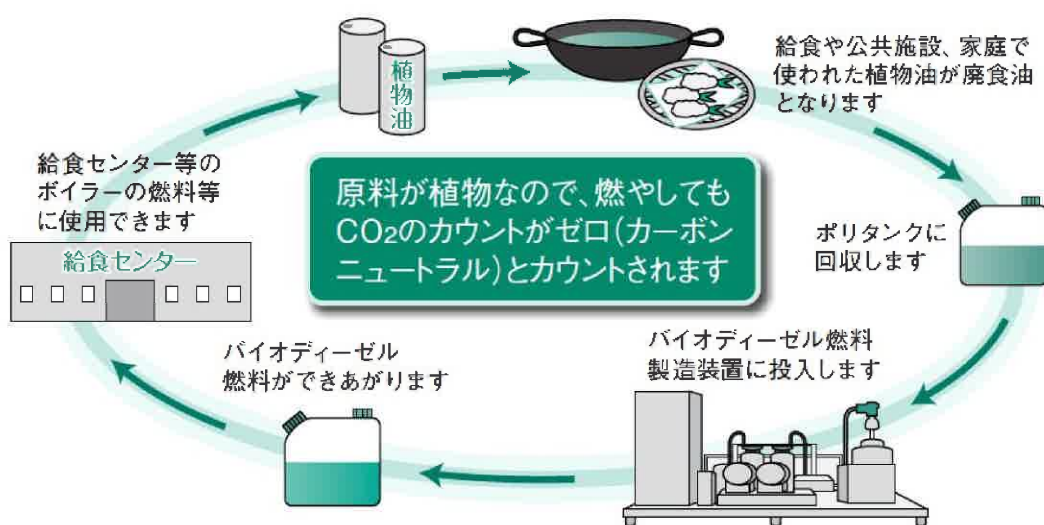 植物油
給食や公共施設、家庭で
使われた植物油が廃食油
となります
給食センター等の
ボイラーの燃料等
に使用できます
給食センター
原料が植物なので、燃やしても
CO2のカウントがゼロ(カーボン
ニュートラル)とカウントされます
ポリタンクに
回収します
バイオディーゼル燃料
製造装置に投入します
バイオディーゼル
燃料ができあがります